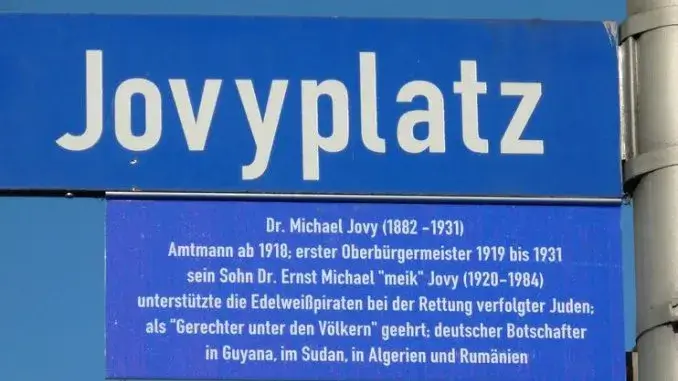 Jovyplatz
Dr. Michael Jovy (1882 -1931)
Amtmann ab 1918; erster Oberbürgermeister 1919 bis 1931
sein Sohn Dr. Ernst Michael "meik" Jovy (1920-1984)
unterstützte die Edelweißpiraten bei der Rettung verfolgter Juden;
als "Gerechter unter den Völkern" geehrt; deutscher Botschafter
in Guyana, im Sudan, in Algerien und Rumänien